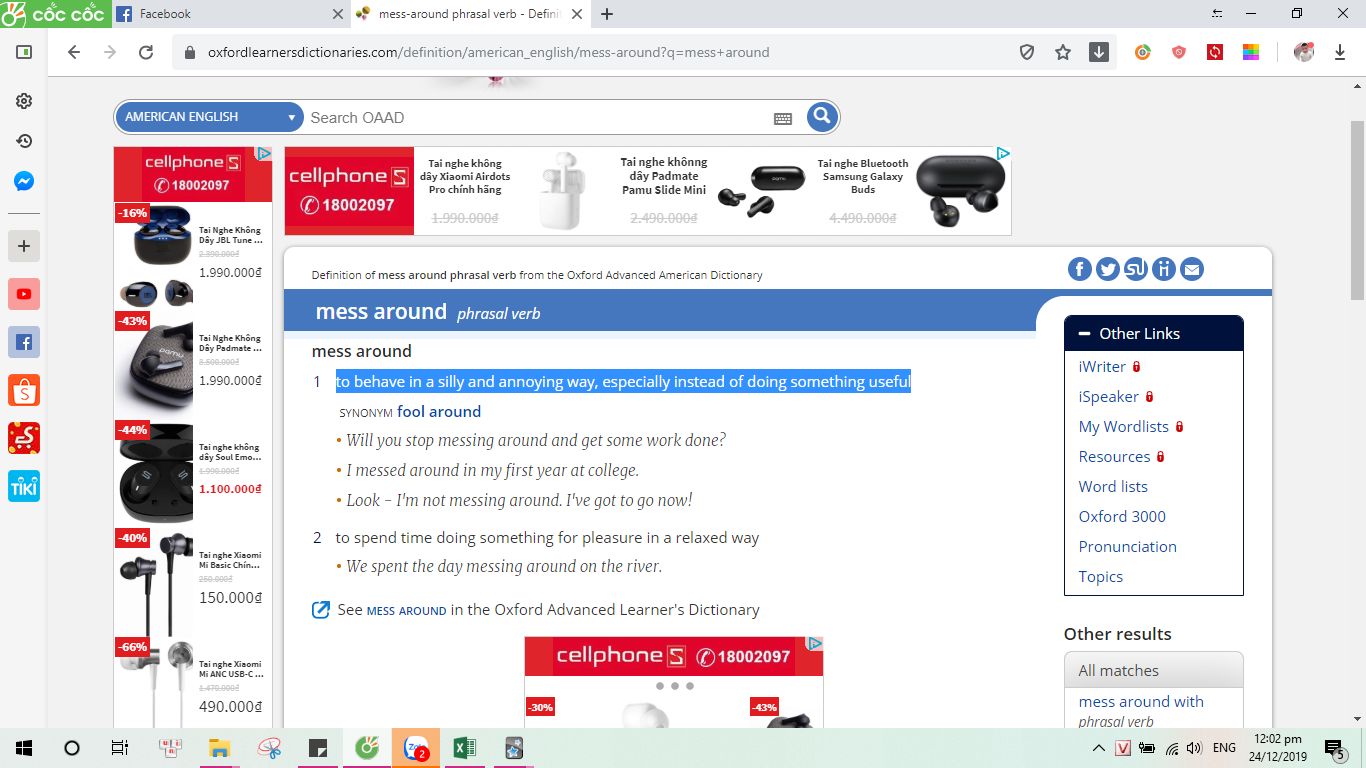 cốc cốc
Facebook
mess-around phrasal verb - Defini
oxfordlearnersdictionaries.com/definition/american_english/mess-around?q=mess+around
AMERICAN ENGLISH
Search OAAD
cellphoneS
18002097
-16%
Tai Nghe Không
Dây JBL Tune ...
2.390.000₫
1.990.000₫
-43%
Tai Nghe Không
Dây Padmate ...
3.500.000₫
1.990.000₫
-44%
Tai nghe không
dây Soul Emo...
1.990.000₫
1.100.000₫
-40%
Tai nghe Xiaomi
Mi Basic Chín...
250.000₫
150.000₫
-66%
Tai nghe Xiaomi
Mi ANC USB-C ...
1.470.000₫
490.000₫
cellphoneS
18002097
Tai nghe không
dây Xiaomi Airdots
Pro chính hãng
1.990.000₫
Tai nghe khônng
dây Padmate
Pamu Slide Mini
2.490.000₫
Tai nghe Bluetooth
Samsung Galaxy
Buds
4.490.000₫
Definition of mess around phrasal verb from the Oxford Advanced American Dictionary
mess around phrasal verb
mess around
1 to behave in a silly and annoying way, especially instead of doing something useful
SYNONYM fool around
• Will you stop messing around and get some work done?
• I messed around in my first year at college.
• Look – I'm not messing around. I've got to go now!
2 to spend time doing something for pleasure in a relaxed way
• We spent the day messing around on the river.
See MESS AROUND in the Oxford Advanced Learner's Dictionary
cellphoneS 18002097
-30%
-43%
Other Links
iWriter
iSpeaker
My Wordlists
Resources
Word lists
Oxford 3000
Pronunciation
Topics
Other results
All matches
mess around with
phrasal verb
TIKI
Zalo
2
ENG
12:02 pm
24/12/2019
5